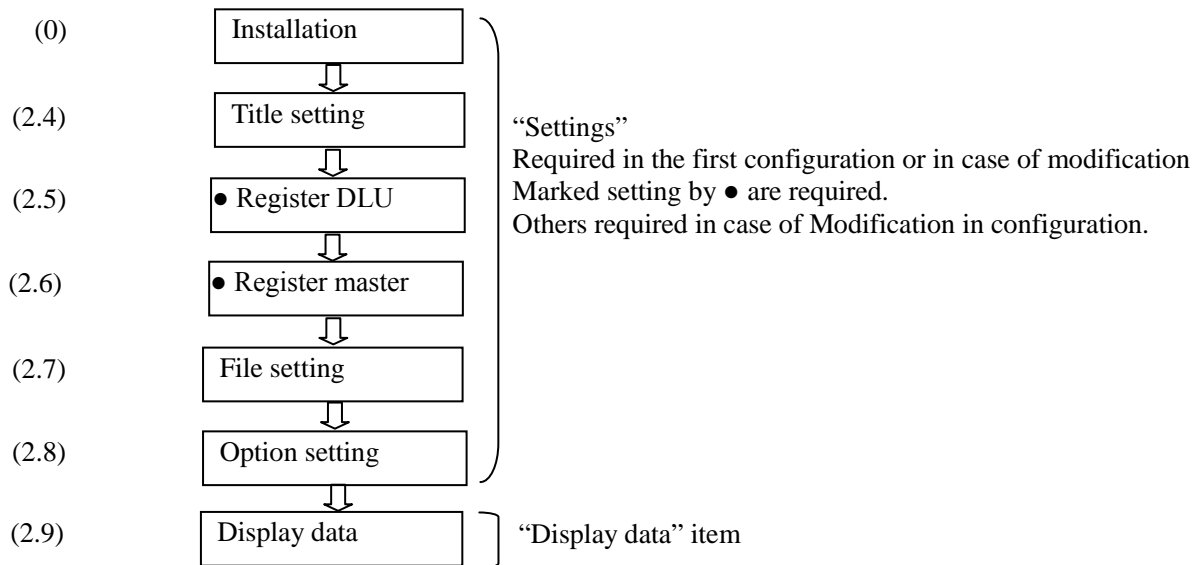 (0) Installation
(2.4) Title setting
“Settings”
Required in the first configuration or in case of modification
Marked setting by ● are required.
Others required in case of Modification in configuration.
(2.5) ● Register DLU
(2.6) ● Register master
(2.7) File setting
(2.8) Option setting
(2.9) Display data
“Display data” item